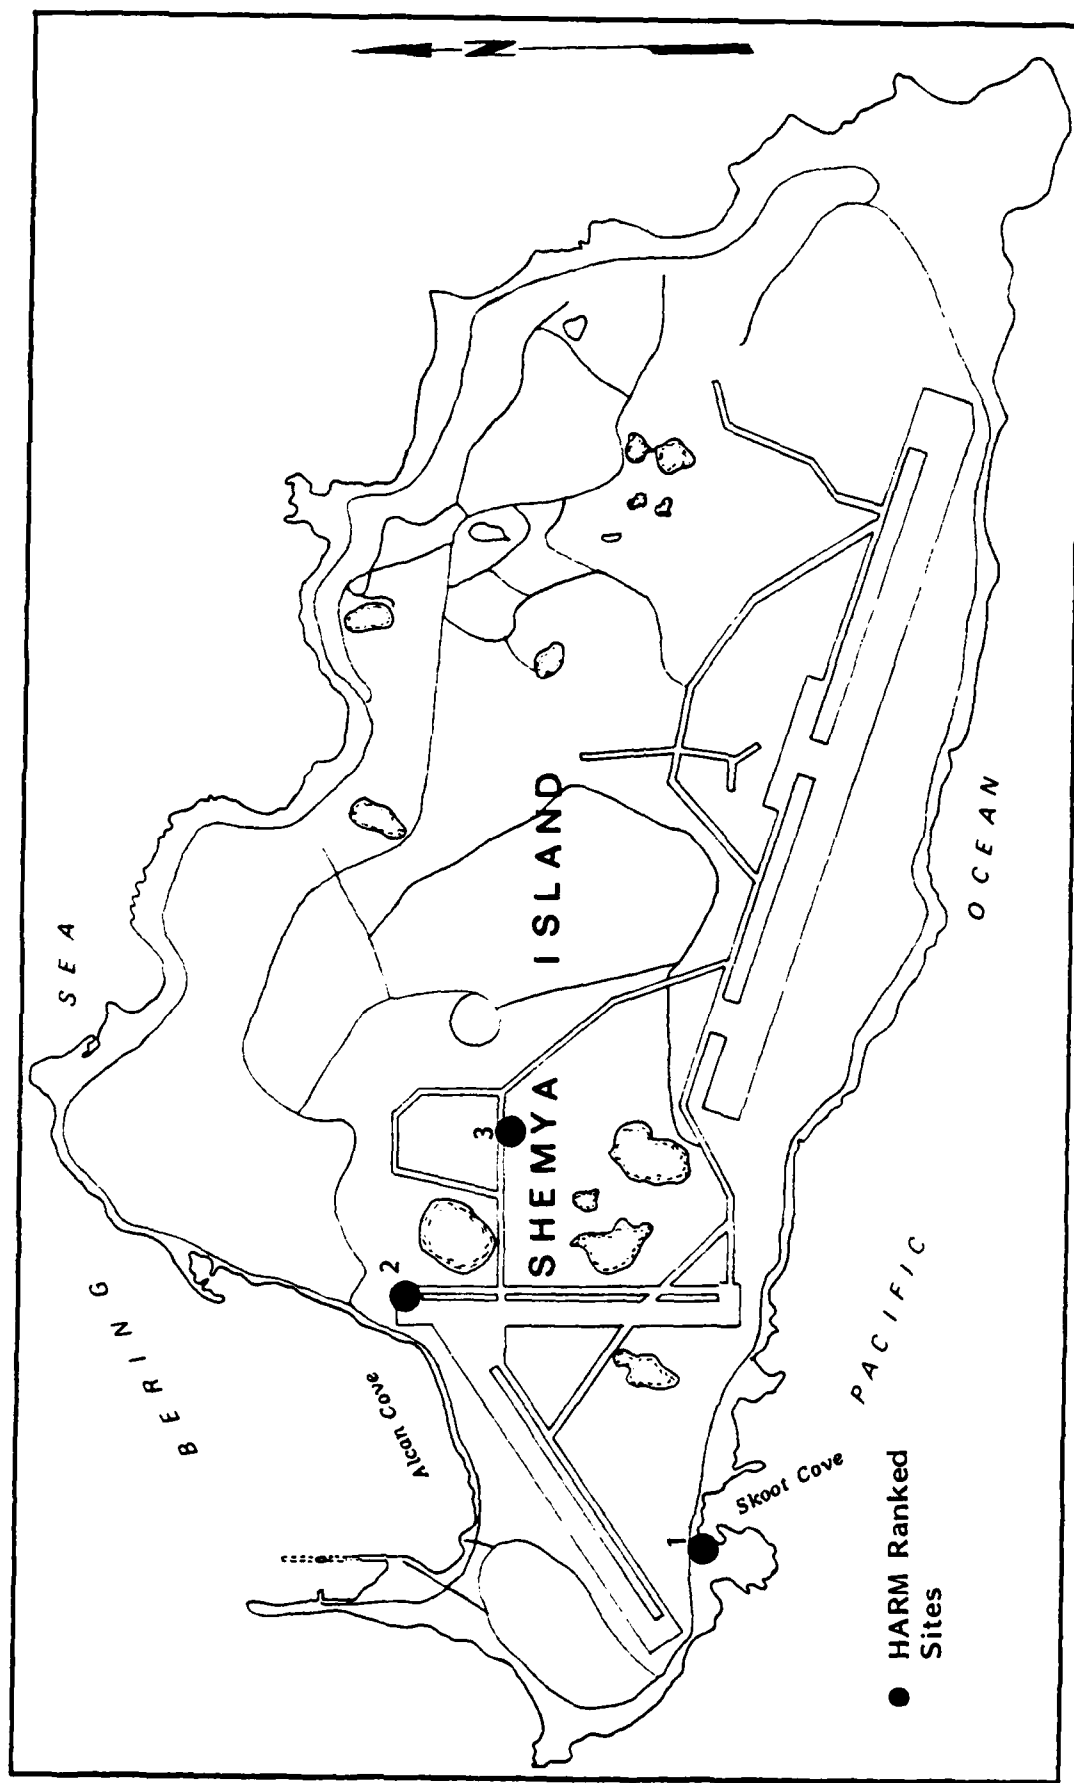 N
BERING SEA
Alcan Cove
2
3
SHEMYA ISLAND
1
Skoot Cove
PACIFIC OCEAN
HARM Ranked
Sites